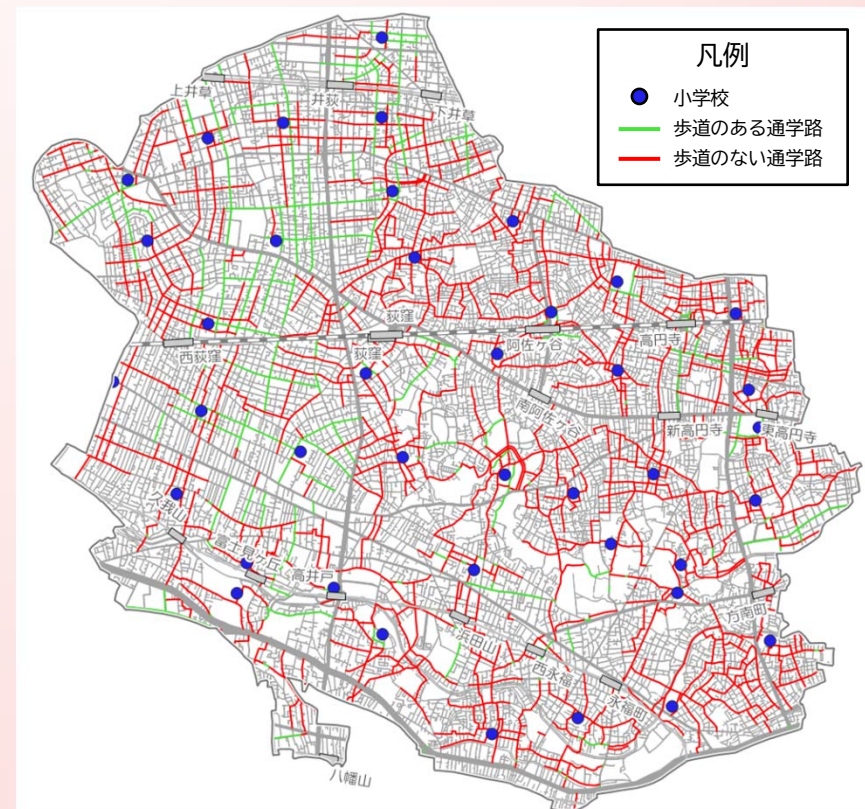 凡例
小学校
歩道のある通学路
歩道のない通学路
上井草
井荻
下井草
荻窪
西荻窪
荻窪
阿佐ケ谷
高円寺
南阿佐ケ谷
新高円寺
東高円寺
久我山
富士見ヶ丘
高井戸
浜田山
西永福
永福町
方南町
八幡山